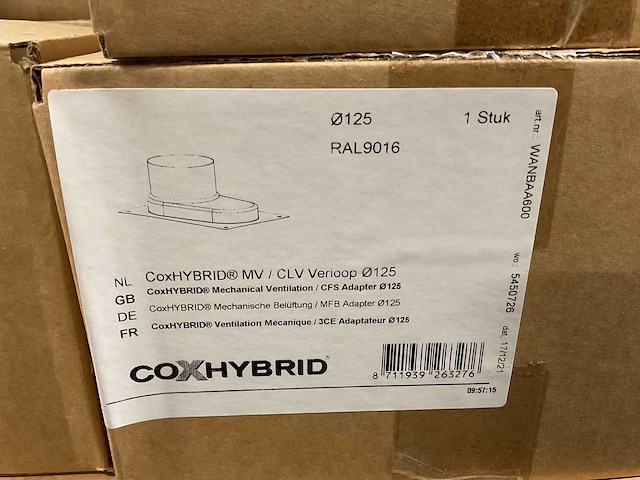 Ø125 1 Stuk
RAL9016
NL CoxHYBRID® MV / CLV Verloop Ø125
GB CoxHYBRID® Mechanical Ventilation / CFS Adapter Ø125
DE CoxHYBRID® Mechanische Belüftung / MFB Adapter Ø125
FR CoxHYBRID® Ventilation Mécanique / 3CE Adaptateur Ø125
COXHYBRID®
8 711939 263276
09:57:15
art.nr.: WANBAA600
wo.: 5450726
dat.: 17/12/21